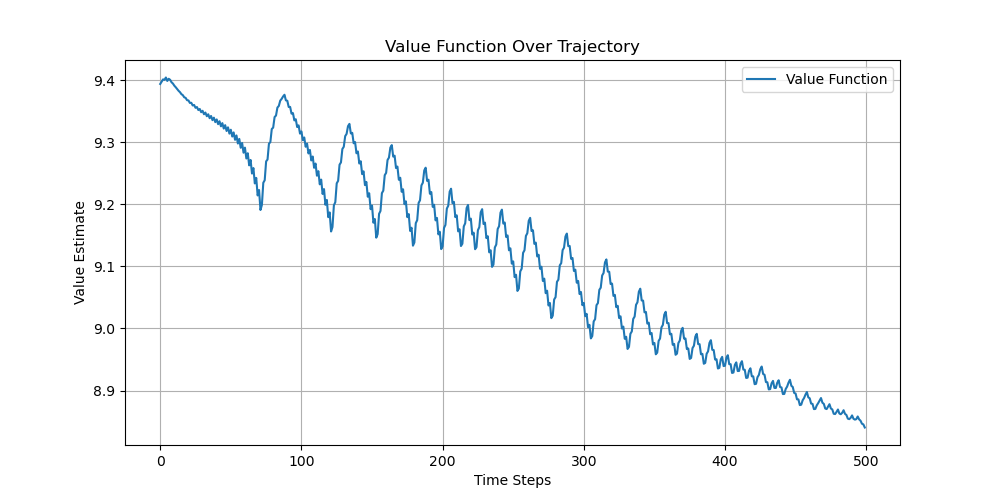 Value Function Over Trajectory
Value Function
Value Estimate
9.4
9.3
9.2
9.1
9.0
8.9
0 100 200 300 400 500
Time Steps